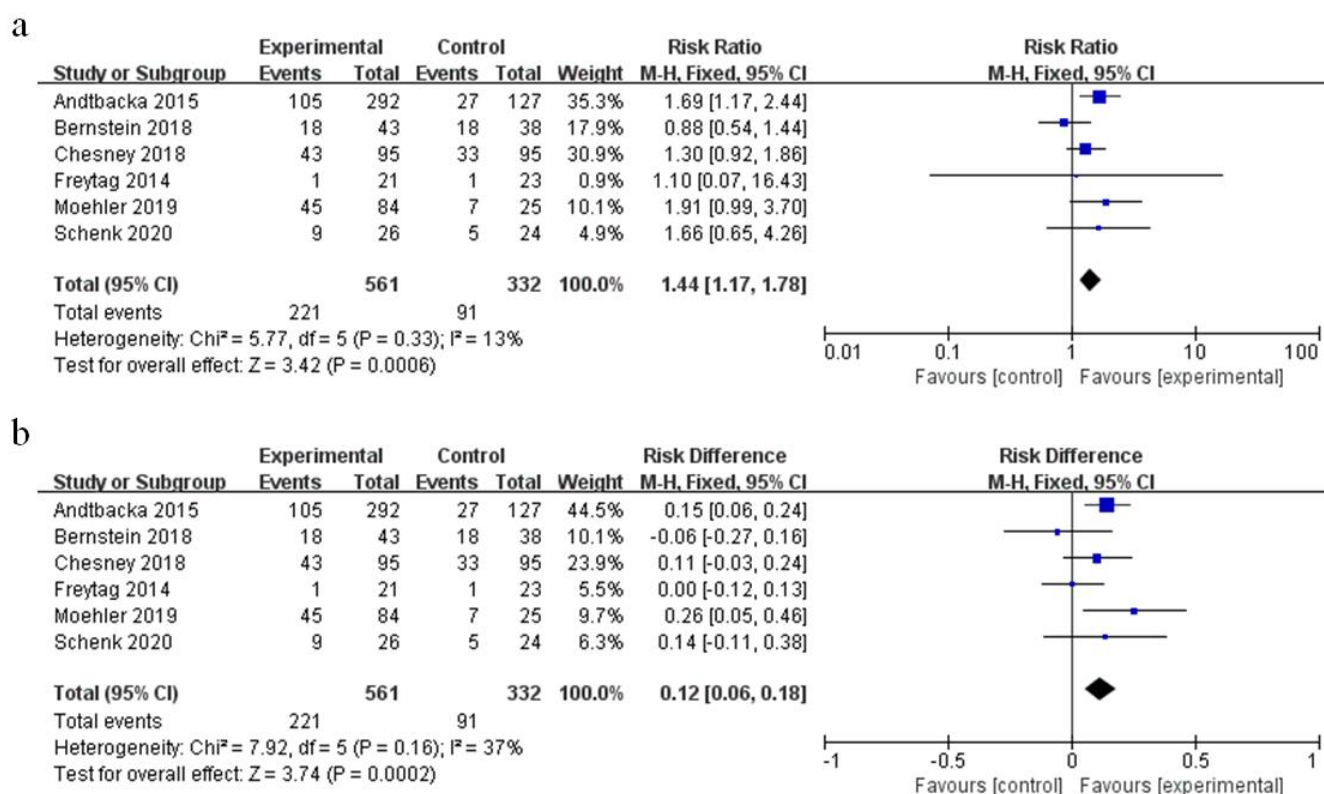 a
Experimental Control Risk Ratio Risk Ratio
Study or Subgroup Events Total Events Total Weight M-H, Fixed, 95% CI M-H, Fixed, 95% CI
Andtbacka 2015 105 292 27 127 35.3% 1.69 [1.17, 2.44]
Bernstein 2018 18 43 18 38 17.9% 0.88 [0.54, 1.44]
Chesney 2018 43 95 33 95 30.9% 1.30 [0.92, 1.86]
Freytag 2014 1 21 1 23 0.9% 1.10 [0.07, 16.43]
Moehler 2019 45 84 7 25 10.1% 1.91 [0.99, 3.70]
Schenk 2020 9 26 5 24 4.9% 1.66 [0.65, 4.26]
Total (95% CI) 561 332 100.0% 1.44 [1.17, 1.78]
Total events 221 91
Heterogeneity: Chi² = 5.77, df = 5 (P = 0.33); I² = 13%
Test for overall effect: Z = 3.42 (P = 0.0006)
0.01 0.1 1 10 100
Favours [control] Favours [experimental]
b
Experimental Control Risk Difference Risk Difference
Study or Subgroup Events Total Events Total Weight M-H, Fixed, 95% CI M-H, Fixed, 95% CI
Andtbacka 2015 105 292 27 127 44.5% 0.15 [0.06, 0.24]
Bernstein 2018 18 43 18 38 10.1% -0.06 [-0.27, 0.16]
Chesney 2018 43 95 33 95 23.9% 0.11 [-0.03, 0.24]
Freytag 2014 1 21 1 23 5.5% 0.00 [-0.12, 0.13]
Moehler 2019 45 84 7 25 9.7% 0.26 [0.05, 0.46]
Schenk 2020 9 26 5 24 6.3% 0.14 [-0.11, 0.38]
Total (95% CI) 561 332 100.0% 0.12 [0.06, 0.18]
Total events 221 91
Heterogeneity: Chi² = 7.92, df = 5 (P = 0.16); I² = 37%
Test for overall effect: Z = 3.74 (P = 0.0002)
-1 -0.5 0 0.5 1
Favours [control] Favours [experimental]